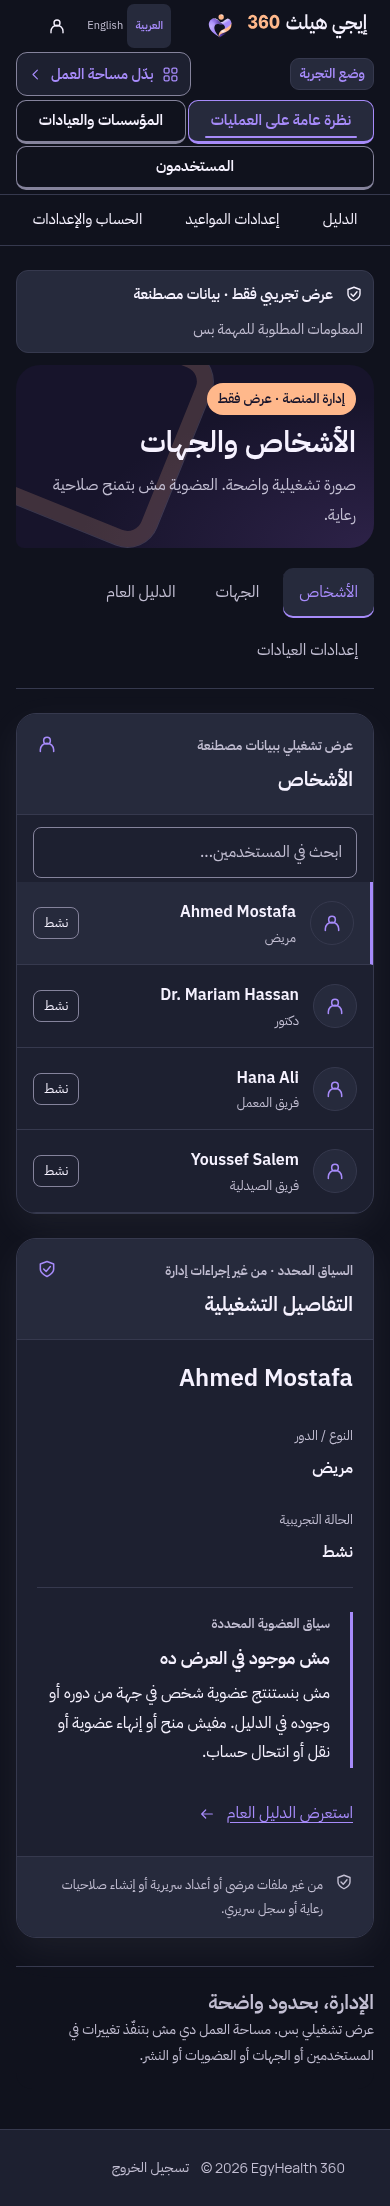 إيجي هيلث 360
العربية
English
وضع التجربة
بدّل مساحة العمل
نظرة عامة على العمليات
المؤسسات والعيادات
المستخدمون
الدليل
إعدادات المواعيد
الحساب والإعدادات
عرض تجريبي فقط · بيانات مصطنعة
المعلومات المطلوبة للمهمة بس
إدارة المنصة · عرض فقط
الأشخاص والجهات
صورة تشغيلية واضحة. العضوية مش بتمنح صلاحية
رعاية.
الأشخاص
الجهات
الدليل العام
إعدادات العيادات
عرض تشغيلي ببيانات مصطنعة
الأشخاص
ابحث في المستخدمين...
Ahmed Mostafa
مريض
نشط
Dr. Mariam Hassan
دكتور
نشط
Hana Ali
فريق المعمل
نشط
Youssef Salem
فريق الصيدلية
نشط
السياق المحدد · من غير إجراءات إدارة
التفاصيل التشغيلية
Ahmed Mostafa
النوع / الدور
مريض
الحالة التجريبية
نشط
سياق العضوية المحددة
مش موجود في العرض ده
مش بنستنتج عضوية شخص في جهة من دوره أو
وجوده في الدليل. مفيش منح أو إنهاء عضوية أو
نقل أو انتحال حساب.
استعرض الدليل العام
من غير ملفات مرضى أو أعداد سريرية أو إنشاء صلاحيات
رعاية أو سجل سريري.
الإدارة، بحدود واضحة
عرض تشغيلي بس. مساحة العمل دي مش بتنفّذ تغييرات في
المستخدمين أو الجهات أو العضويات أو النشر.
© 2026 EgyHealth 360
تسجيل الخروج